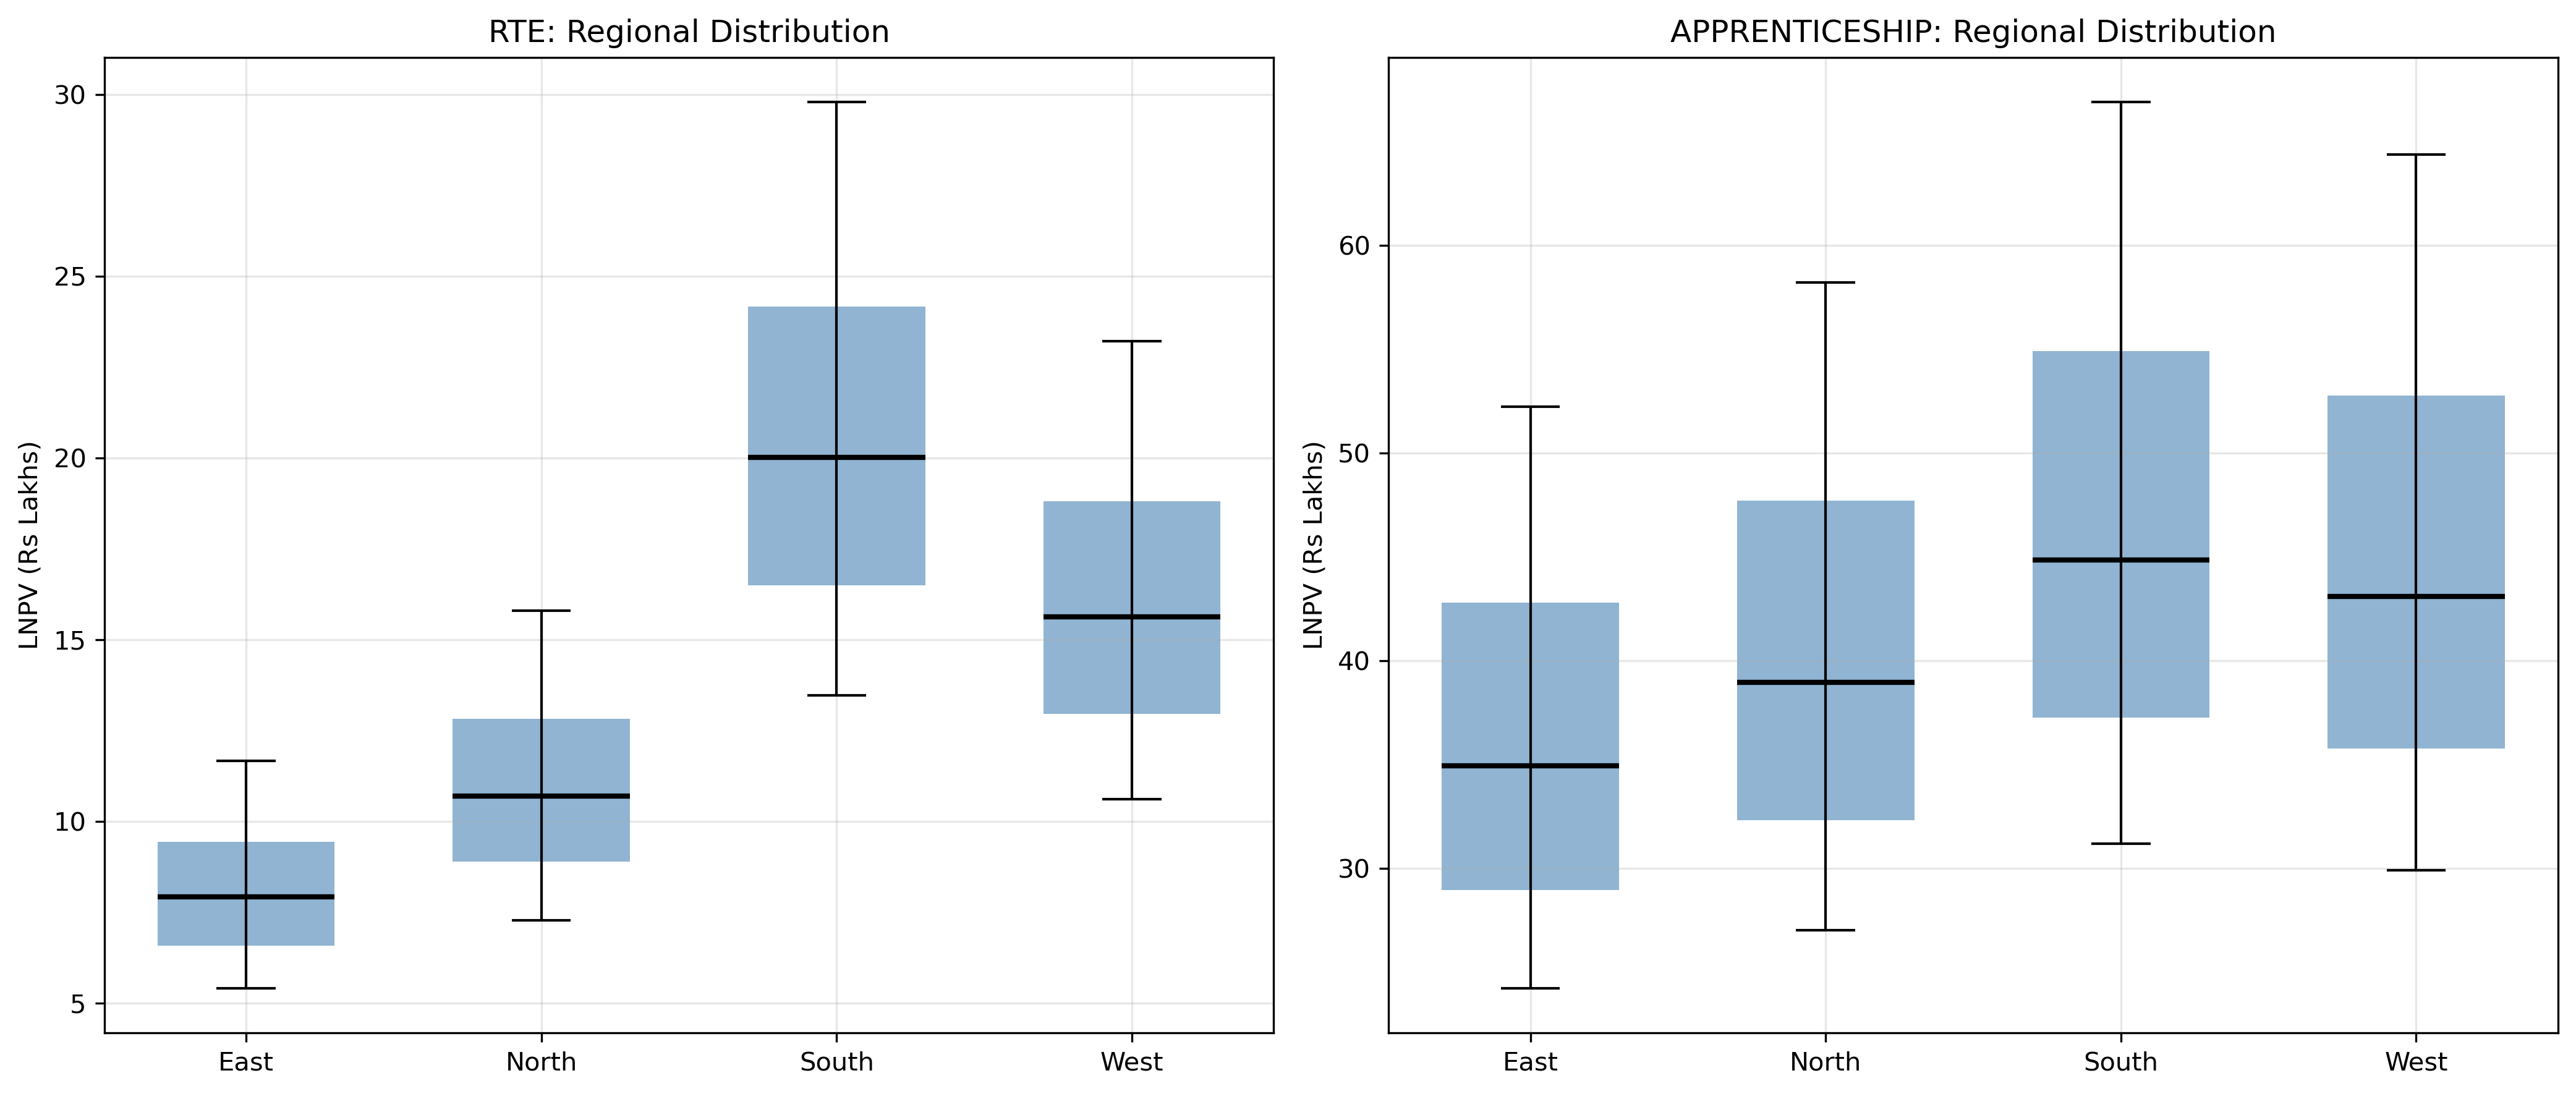 RTE: Regional Distribution
LNPV (Rs Lakhs)
30
25
20
15
10
5
East North South West
APPRENTICESHIP: Regional Distribution
LNPV (Rs Lakhs)
60
50
40
30
East North South West